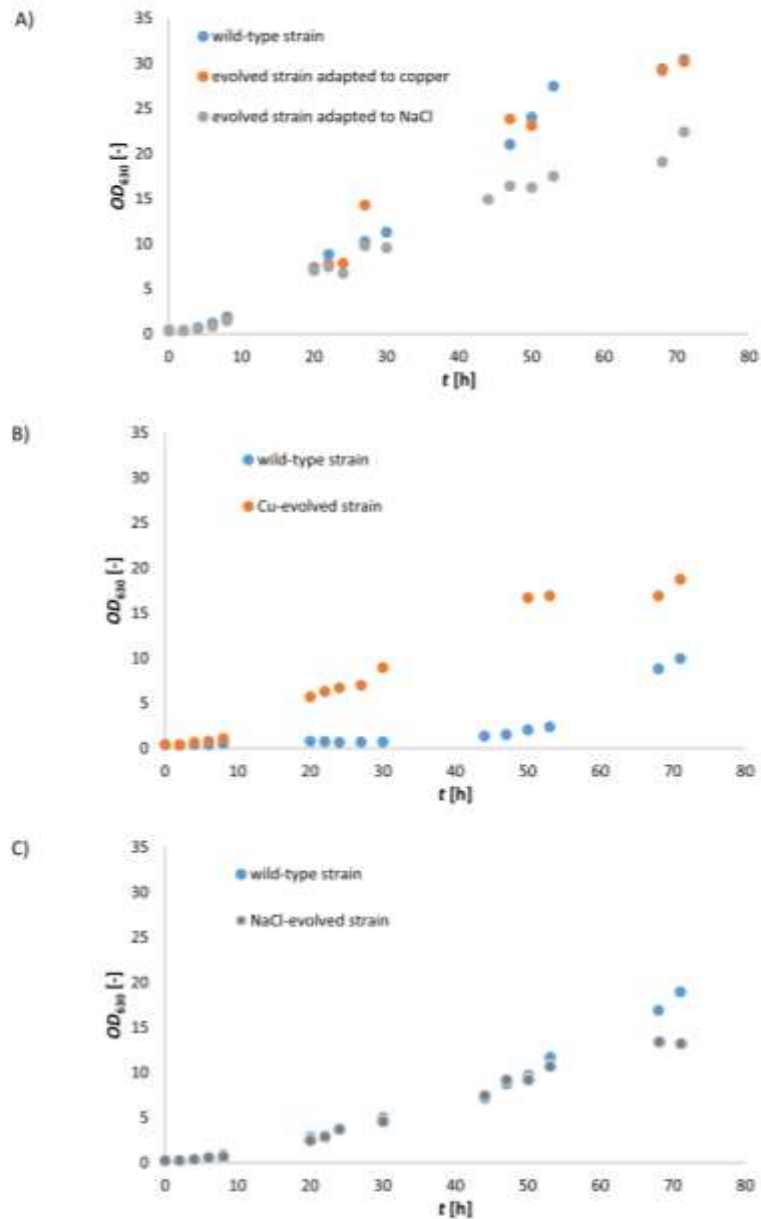 A)
35
30
25
20
15
10
5
0
OD630 [-]
wild-type strain
evolved strain adapted to copper
evolved strain adapted to NaCl
0 10 20 30 40 50 60 70 80
t [h]
B)
35
30
25
20
15
10
5
0
OD630 [-]
wild-type strain
Cu-evolved strain
0 10 20 30 40 50 60 70 80
t [h]
C)
35
30
25
20
15
10
5
0
OD630 [-]
wild-type strain
NaCl-evolved strain
0 10 20 30 40 50 60 70 80
t [h]